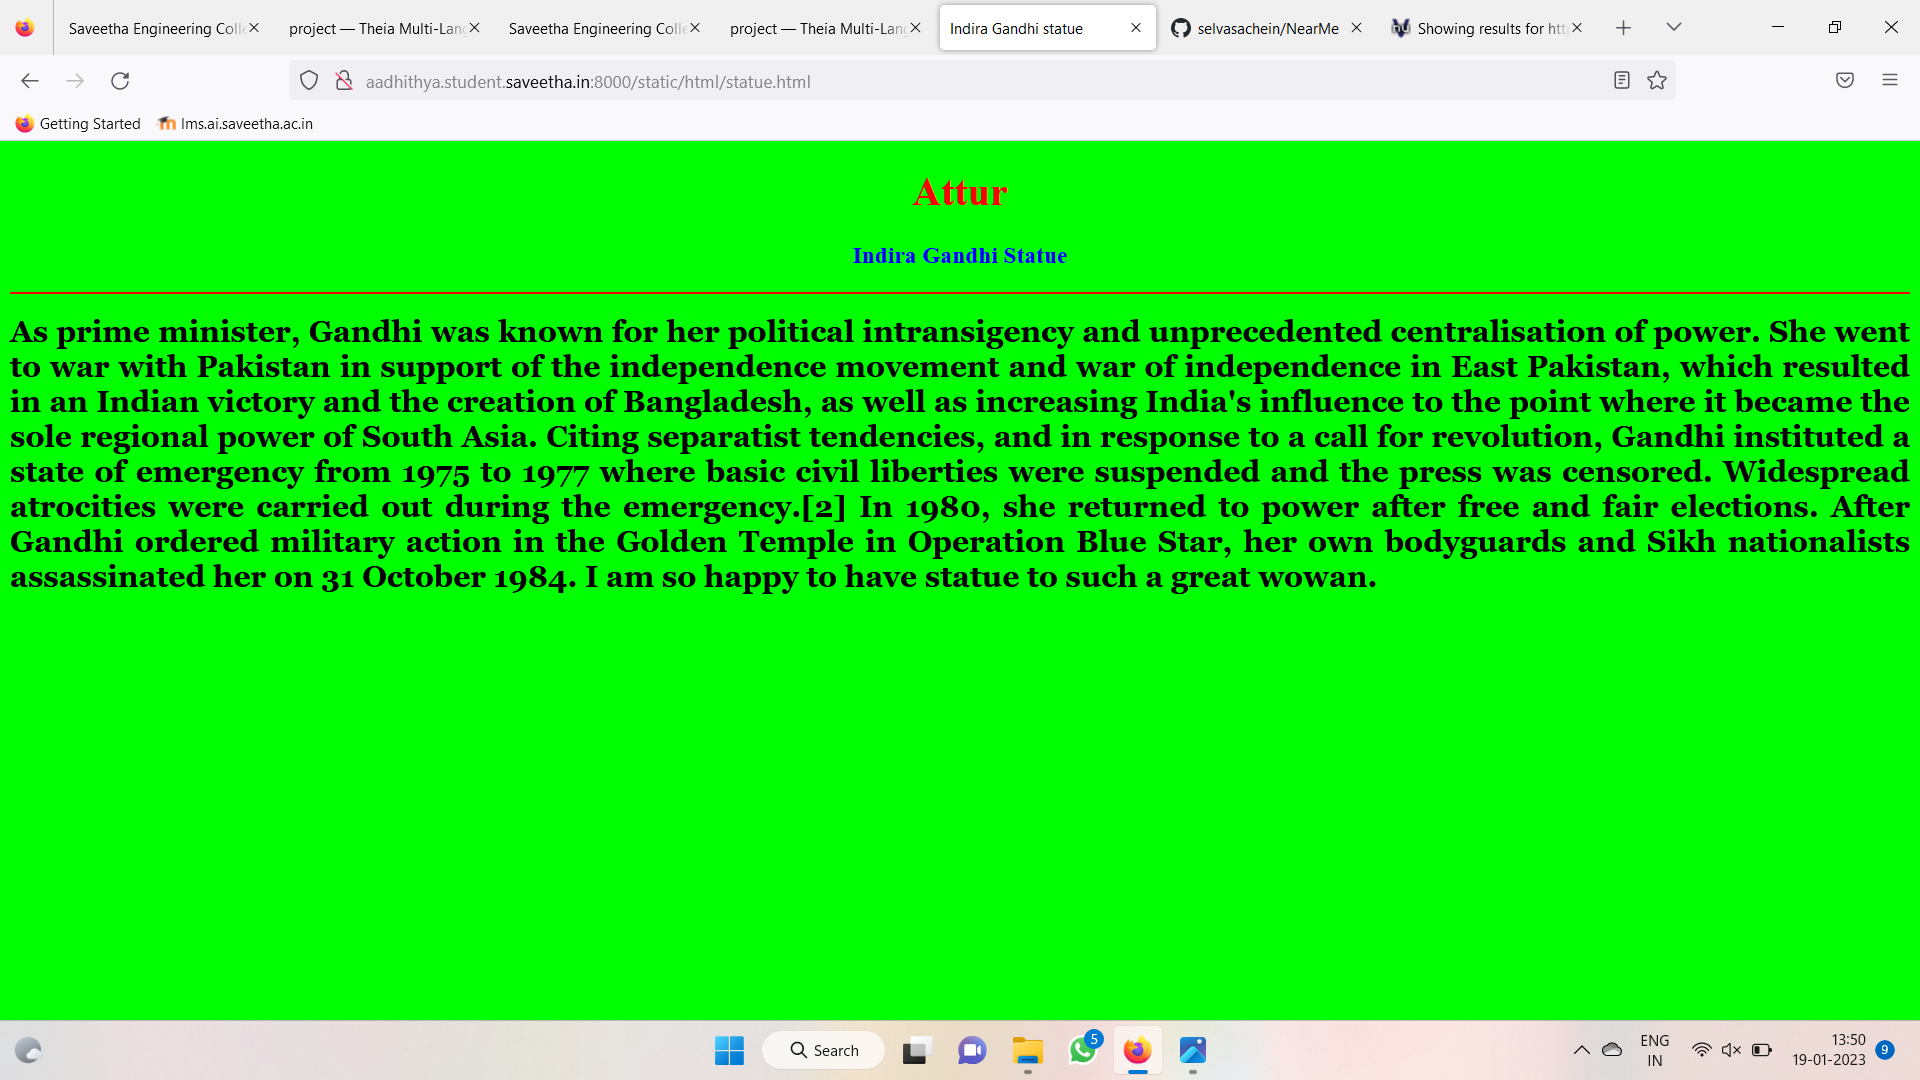 Saveetha Engineering Colle
project — Theia Multi-Lang
Saveetha Engineering Colle
project — Theia Multi-Lang
Indira Gandhi statue
selvasachein/NearMe
Showing results for htt
aadhithya.student.saveetha.in:8000/static/html/statue.html
Getting Started
lms.ai.saveetha.ac.in
Attur
Indira Gandhi Statue
As prime minister, Gandhi was known for her political intransigency and unprecedented centralisation of power. She went
to war with Pakistan in support of the independence movement and war of independence in East Pakistan, which resulted
in an Indian victory and the creation of Bangladesh, as well as increasing India's influence to the point where it became the
sole regional power of South Asia. Citing separatist tendencies, and in response to a call for revolution, Gandhi instituted a
state of emergency from 1975 to 1977 where basic civil liberties were suspended and the press was censored. Widespread
atrocities were carried out during the emergency.[2] In 1980, she returned to power after free and fair elections. After
Gandhi ordered military action in the Golden Temple in Operation Blue Star, her own bodyguards and Sikh nationalists
assassinated her on 31 October 1984. I am so happy to have statue to such a great wowan.
Search
5
ENG
IN
13:50
19-01-2023
9